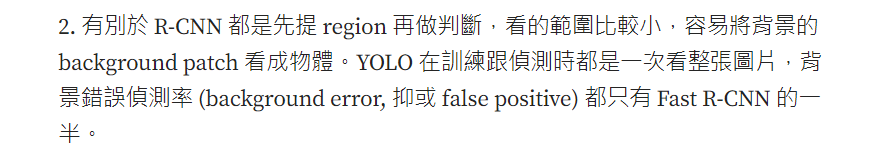 2. 有別於 R-CNN 都是先提 region 再做判斷，看的範圍比較小，容易將背景的
background patch 看成物體。YOLO 在訓練跟偵測時都是一次看整張圖片，背
景錯誤偵測率 (background error, 抑或 false positive) 都只有 Fast R-CNN 的一
半。